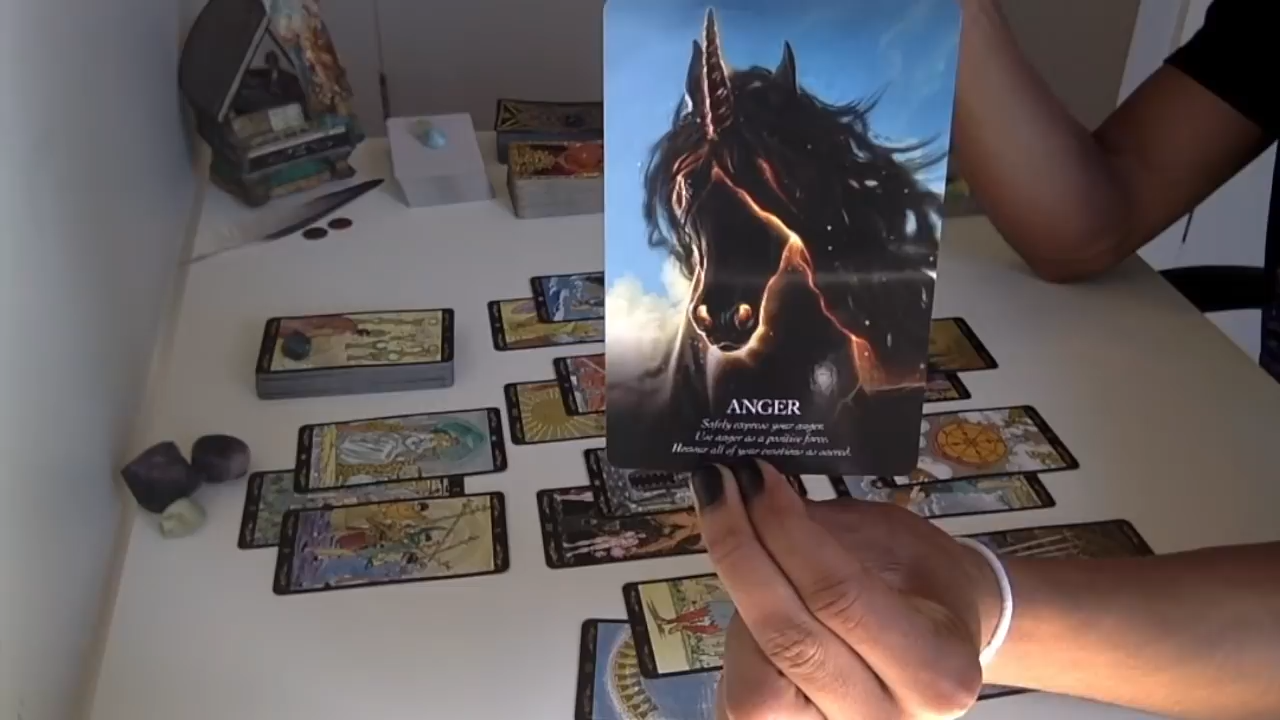 ANGER
Safely express your anger.
Use anger as a positive force.
Honour all of your emotions as sacred.